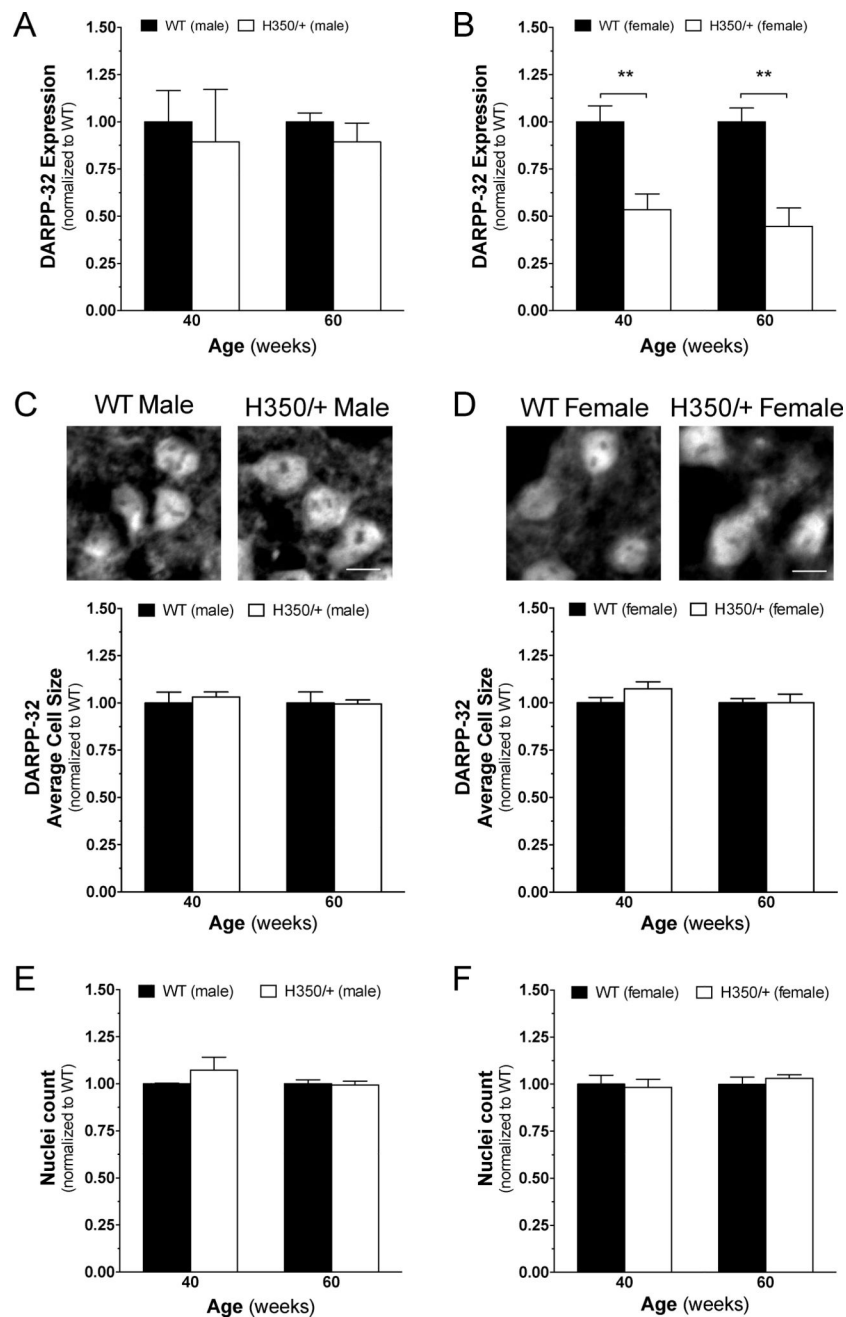 A
WT (male) H350/+ (male)
DARPP-32 Expression
(normalized to WT)
1.50
1.25
1.00
0.75
0.50
0.25
0.00
40 60
Age (weeks)
B
WT (female) H350/+ (female)
DARPP-32 Expression
(normalized to WT)
1.50
1.25
1.00
0.75
0.50
0.25
0.00
** **
40 60
Age (weeks)
C
WT Male H350/+ Male
WT (male) H350/+ (male)
DARPP-32
Average Cell Size
(normalized to WT)
1.50
1.25
1.00
0.75
0.50
0.25
0.00
40 60
Age (weeks)
D
WT Female H350/+ Female
WT (female) H350/+ (female)
DARPP-32
Average Cell Size
(normalized to WT)
1.50
1.25
1.00
0.75
0.50
0.25
0.00
40 60
Age (weeks)
E
WT (male) H350/+ (male)
Nuclei count
(normalized to WT)
1.50
1.25
1.00
0.75
0.50
0.25
0.00
40 60
Age (weeks)
F
WT (female) H350/+ (female)
Nuclei count
(normalized to WT)
1.50
1.25
1.00
0.75
0.50
0.25
0.00
40 60
Age (weeks)